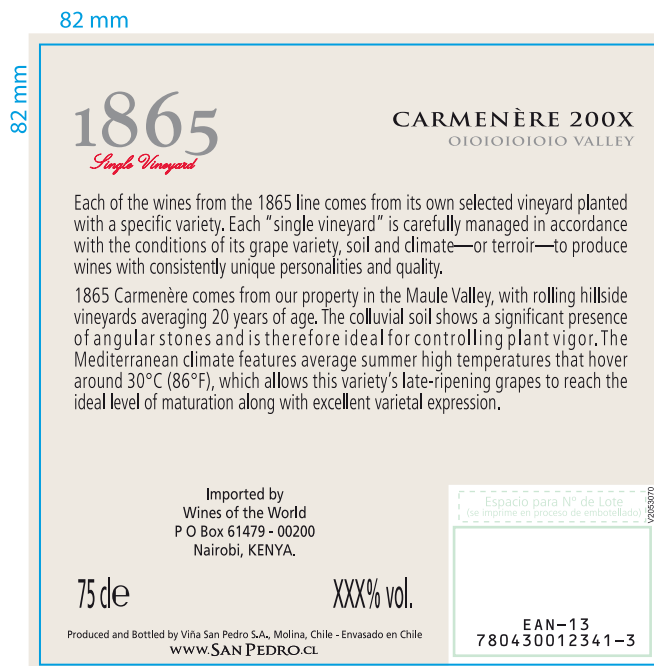 82 mm
82 mm
1865
Single Vineyard
CARMENÈRE 200X
OIOIOIOIOIO VALLEY
Each of the wines from the 1865 line comes from its own selected vineyard planted
with a specific variety. Each “single vineyard” is carefully managed in accordance
with the conditions of its grape variety, soil and climate—or terroir—to produce
wines with consistently unique personalities and quality.
1865 Carmenère comes from our property in the Maule Valley, with rolling hillside
vineyards averaging 20 years of age. The colluvial soil shows a significant presence
of angular stones and is therefore ideal for controlling plant vigor. The
Mediterranean climate features average summer high temperatures that hover
around 30°C (86°F), which allows this variety’s late-ripening grapes to reach the
ideal level of maturation along with excellent varietal expression.
Imported by
Wines of the World
P O Box 61479 - 00200
Nairobi, KENYA.
75 cle
XXX% vol.
Produced and Bottled by Viña San Pedro S.A., Molina, Chile - Envasado en Chile
WWW.SAN PEDRO.CL
Espacio para Nº de Lote
(se imprime en proceso de embotellado)
V2053070
EAN-13
780430012341-3